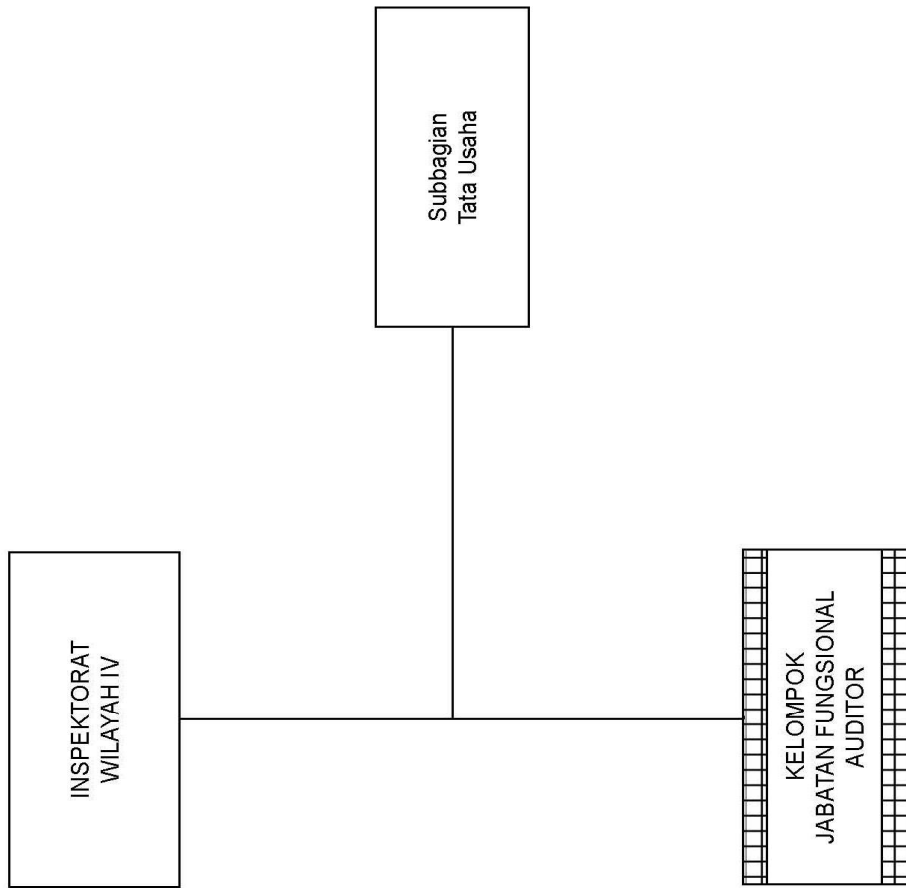 INSPEKTORAT
WILAYAH IV
Subbagian
Tata Usaha
KELOMPOK
JABATAN FUNGSIONAL
AUDITOR